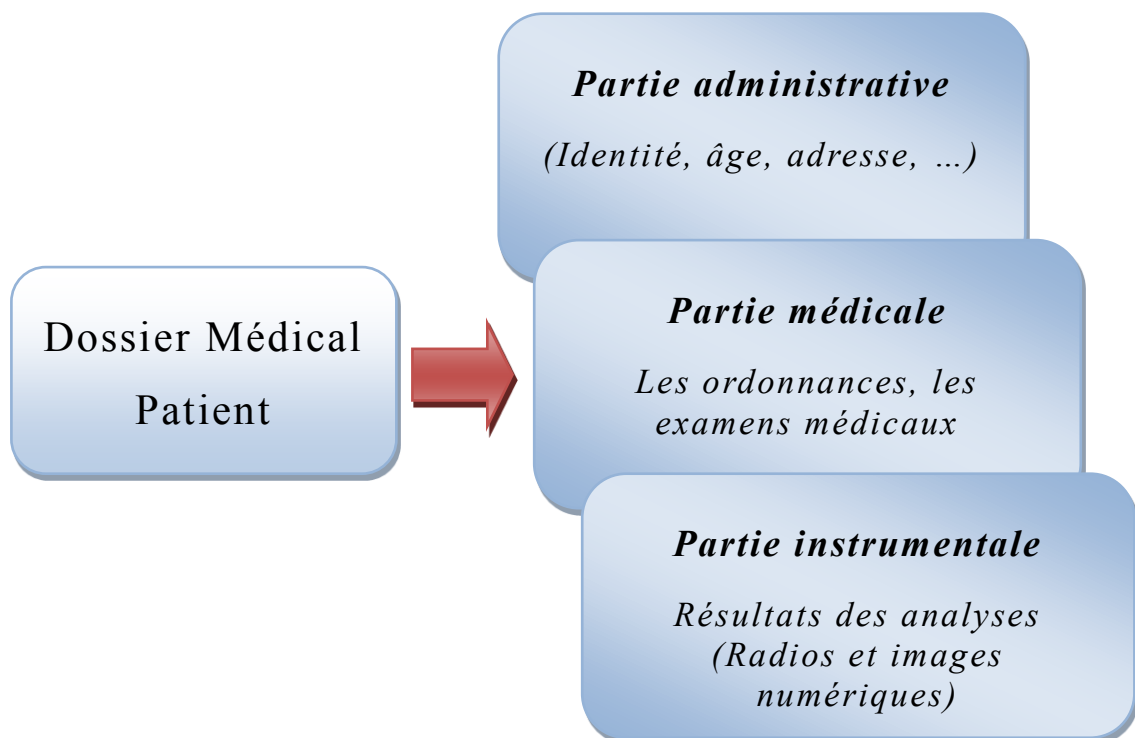 Partie administrative
(Identité, âge, adresse, …)
Dossier Médical
Patient
Partie médicale
Les ordonnances, les
examens médicaux
Partie instrumentale
Résultats des analyses
(Radios et images
numériques)